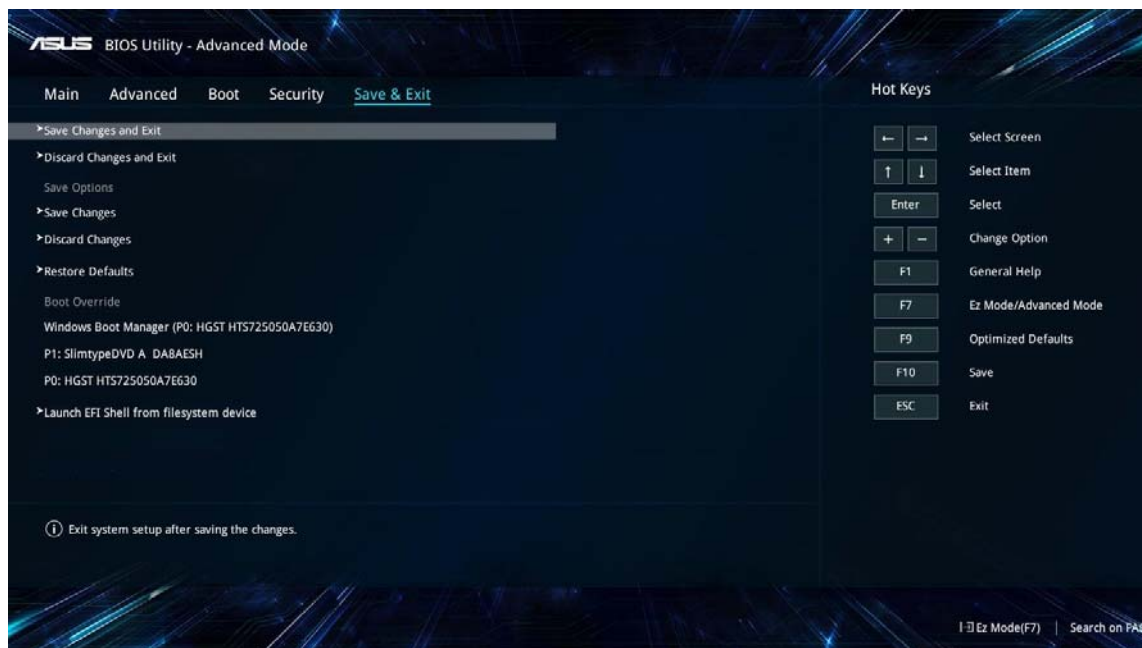 ASUS BIOS Utility - Advanced Mode
Main Advanced Boot Security Save & Exit
Hot Keys
Save Changes and Exit
Discard Changes and Exit
Save Options
Save Changes
Discard Changes
Restore Defaults
Boot Override
Windows Boot Manager (P0: HGST HTS725050A7E630)
P1: SlimtypeDVD A DA8AESH
P0: HGST HTS725050A7E630
Launch EFI Shell from filesystem device
← → Select Screen
↑ ↓ Select Item
Enter Select
+ − Change Option
F1 General Help
F7 Ez Mode/Advanced Mode
F9 Optimized Defaults
F10 Save
ESC Exit
Exit system setup after saving the changes.
Ez Mode(F7) | Search on